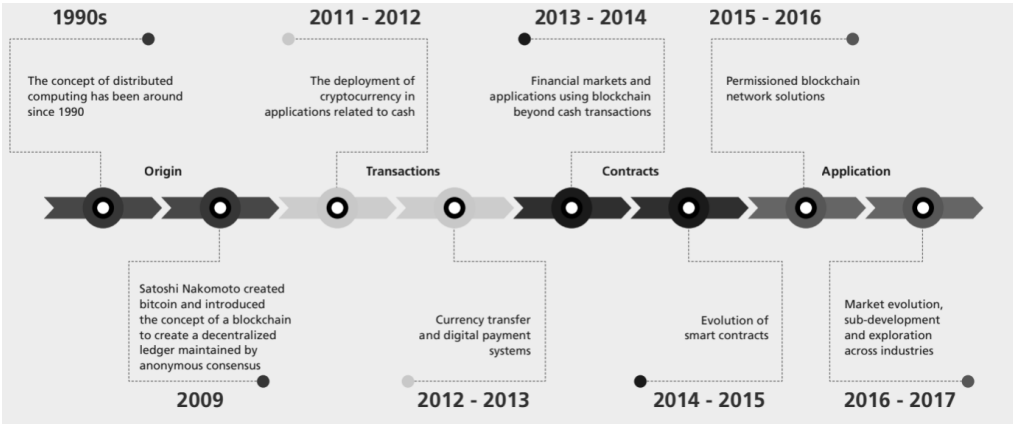 1990s
2011 - 2012
2013 - 2014
2015 - 2016
The concept of distributed
computing has been around
since 1990
The deployment of
cryptocurrency in
applications related to cash
Financial markets and
applications using blockchain
beyond cash transactions
Permissioned blockchain
network solutions
Origin
Transactions
Contracts
Application
Satoshi Nakomoto created
bitcoin and introduced
the concept of a blockchain
to create a decentralized
ledger maintained by
anonymous consensus
Currency transfer
and digital payment
systems
Evolution of
smart contracts
Market evolution,
sub-development
and exploration
across industries
2009
2012 - 2013
2014 - 2015
2016 - 2017